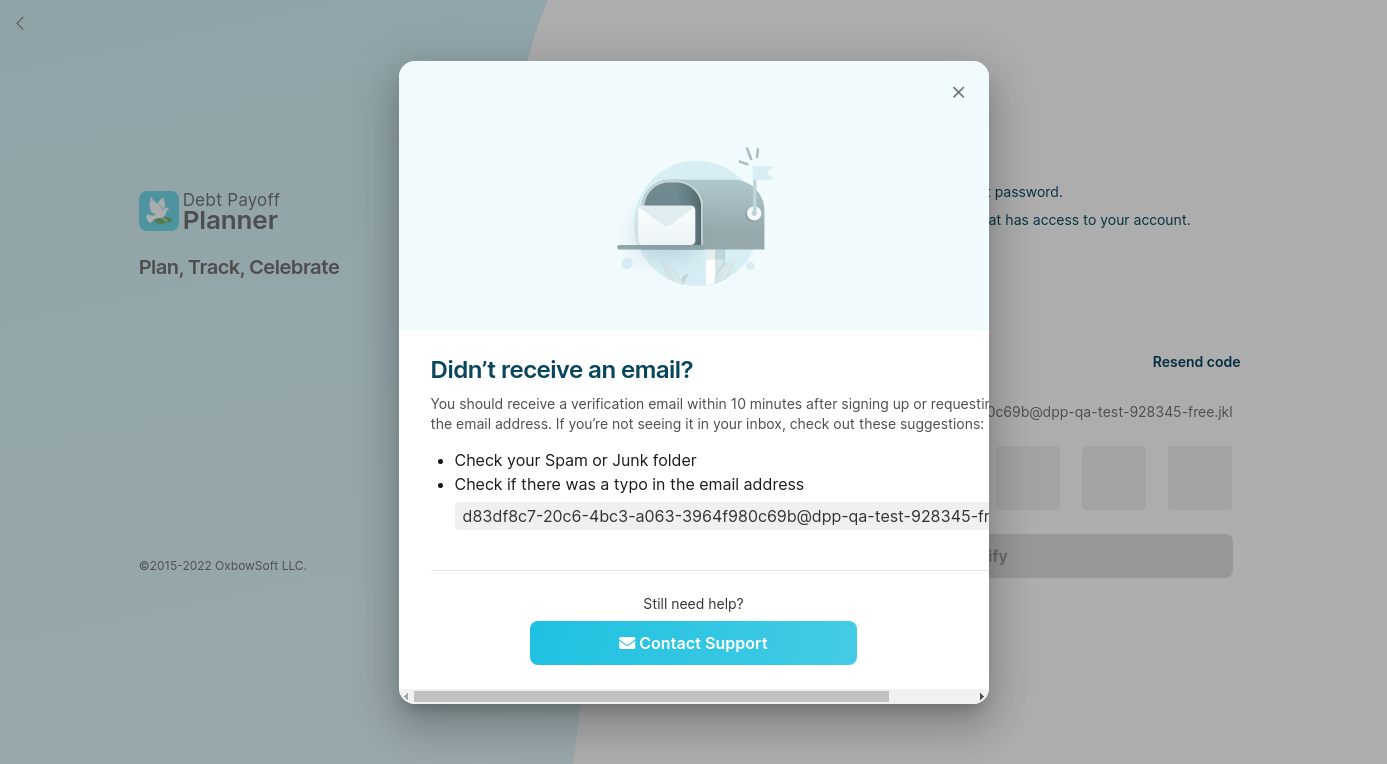 Debt Payoff
Planner
Plan, Track, Celebrate
©2015-2022 OxbowSoft LLC.
password.
at has access to your account.
Resend code
0c69b@dpp-qa-test-928345-free.jkl
Didn’t receive an email?
You should receive a verification email within 10 minutes after signing up or
the email address. If you’re not seeing it in your inbox, check out these suggestions:
• Check your Spam or Junk folder
• Check if there was a typo in the email address
d83df8c7-20c6-4bc3-a063-3964f980c69b@dpp-qa-test-928345-fr
Still need help?
Contact Support